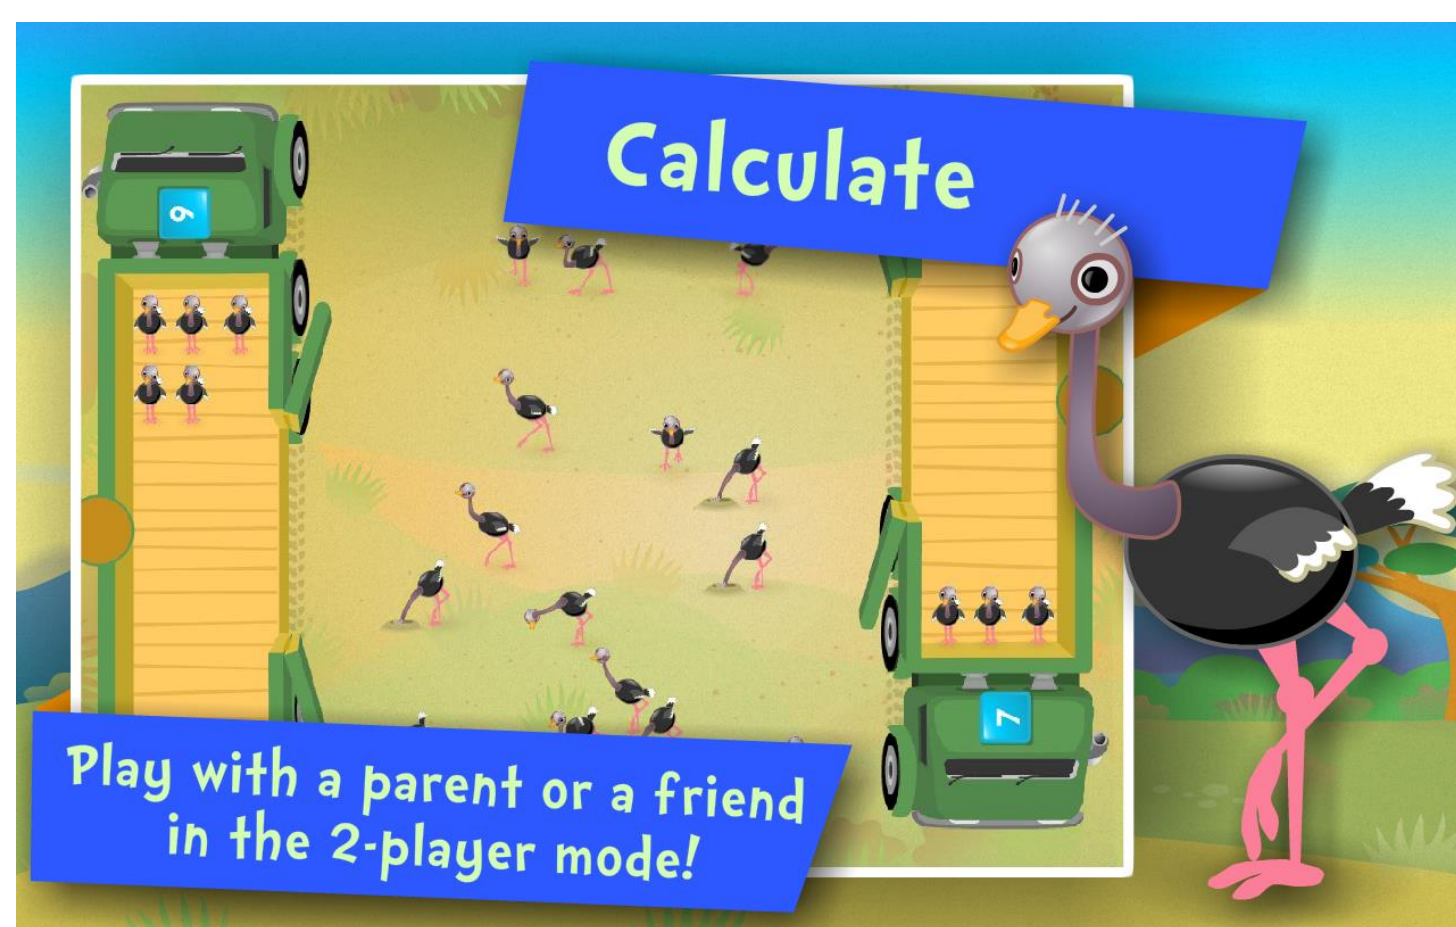 Calculate
9
7
Play with a parent or a friend
in the 2-player mode!